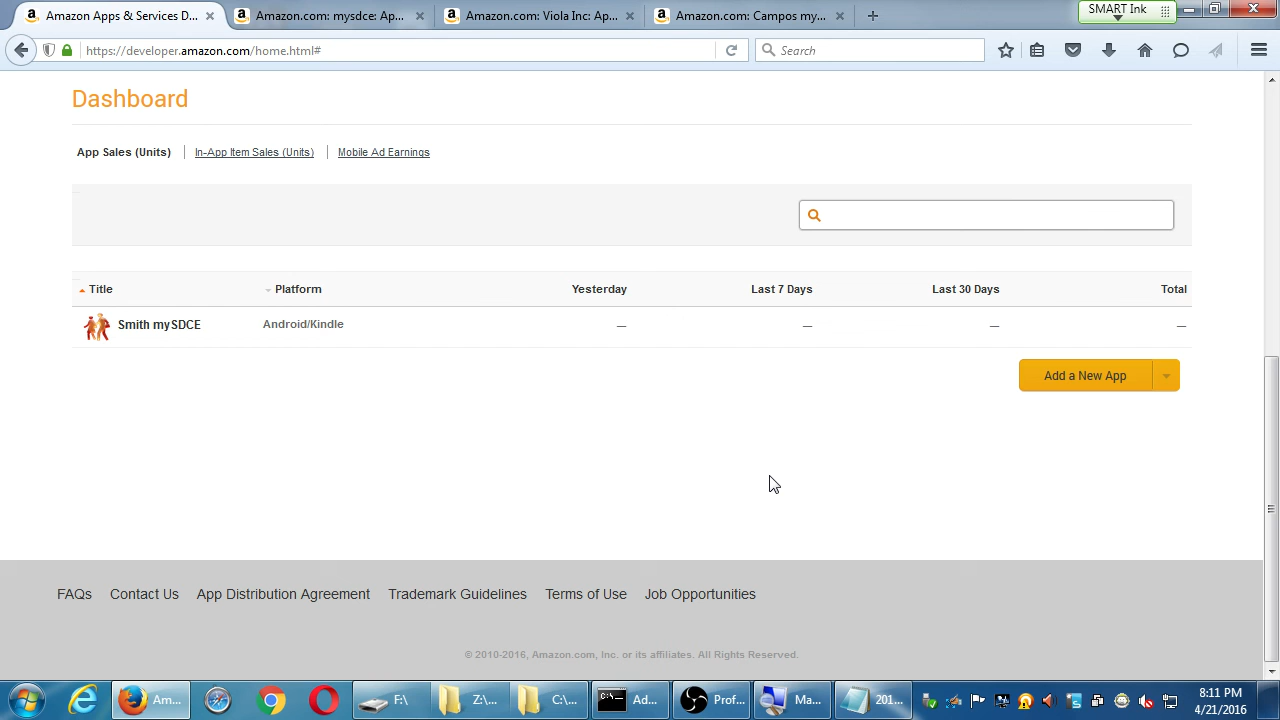 Amazon Apps & Services D...
Amazon.com: mysdce: Ap...
Amazon.com: Viola Inc: Ap...
Amazon.com: Campos my...
SMART Ink
https://developer.amazon.com/home.html#
Search
Dashboard
App Sales (Units)
In-App Item Sales (Units)
Mobile Ad Earnings
Title Platform Yesterday Last 7 Days Last 30 Days Total
Smith mySDCE Android/Kindle — — — —
Add a New App
FAQs Contact Us App Distribution Agreement Trademark Guidelines Terms of Use Job Opportunities
© 2010-2016, Amazon.com, Inc. or its affiliates. All Rights Reserved.
Am... F:\ Z:\... C:\... Ad... Prof... Ma... 201...
8:11 PM
4/21/2016